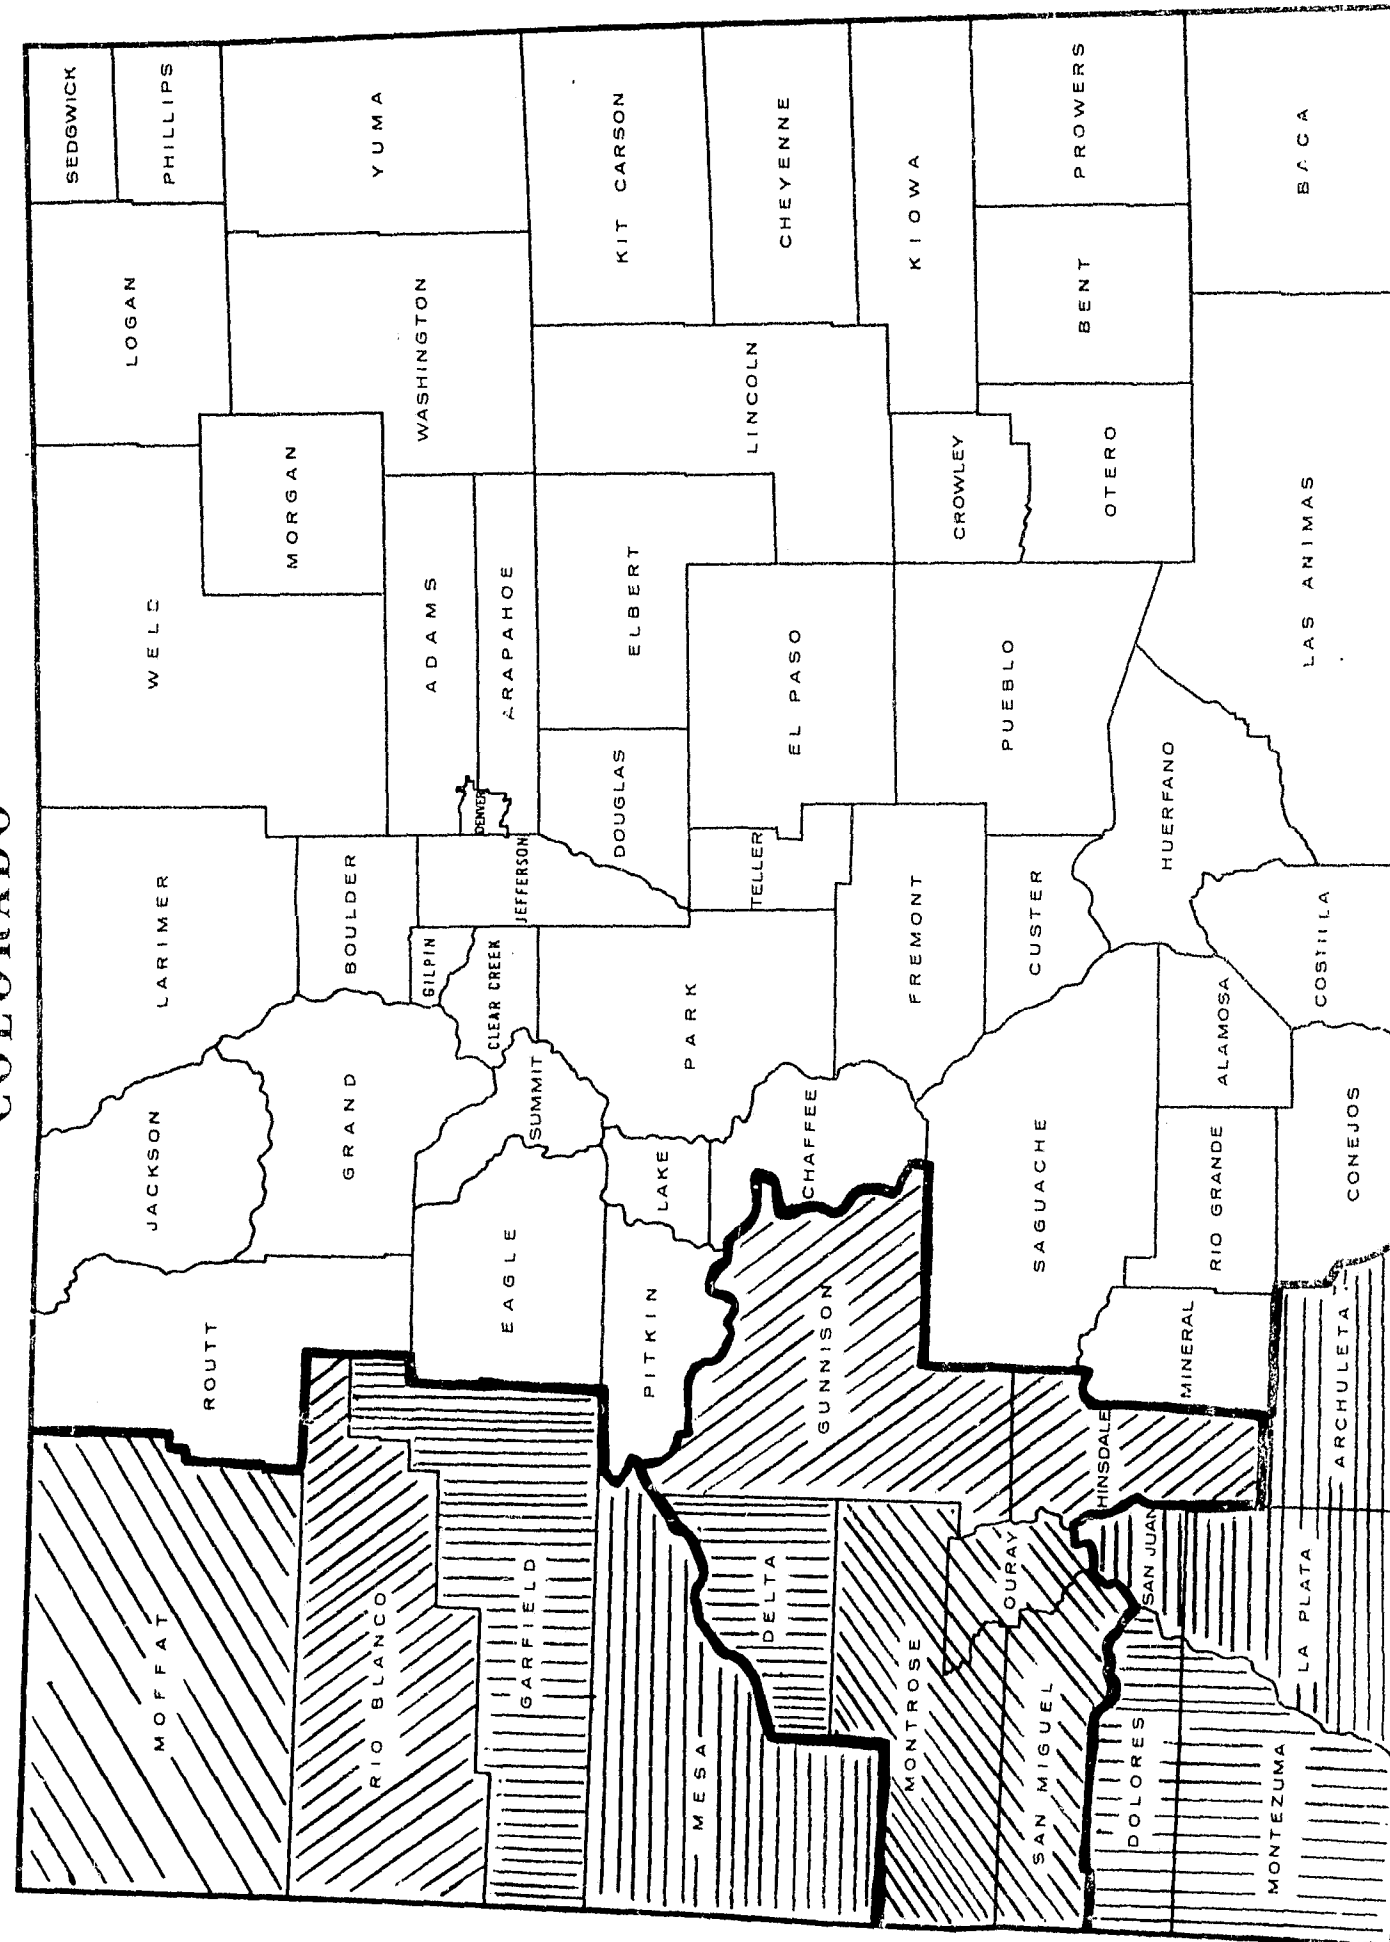 COLORADO
MOFFAT
ROUTT
JACKSON
LARIMER
WELD
LOGAN
SEDGWICK
PHILLIPS
MORGAN
RIO BLANCO
GRAND
BOULDER
GILPIN
CLEAR CREEK
JEFFERSON
DENVER
ADAMS
ARAPAHOE
WASHINGTON
YUMA
GARFIELD
EAGLE
SUMMIT
MESA
PITKIN
LAKE
PARK
DOUGLAS
ELBERT
LINCOLN
KIT CARSON
DELTA
GUNNISON
CHAFFEE
TELLER
EL PASO
CHEYENNE
MONTROSE
FREMONT
PUEBLO
CROWLEY
KIOWA
OURAY
SAN MIGUEL
HINSDALE
SAGUACHE
CUSTER
OTERO
BENT
PROWERS
DOLORES
SAN JUAN
MINERAL
RIO GRANDE
ALAMOSA
HUERFANO
MONTEZUMA
LA PLATA
ARCHULETA
CONEJOS
COSTILLA
LAS ANIMAS
BACA